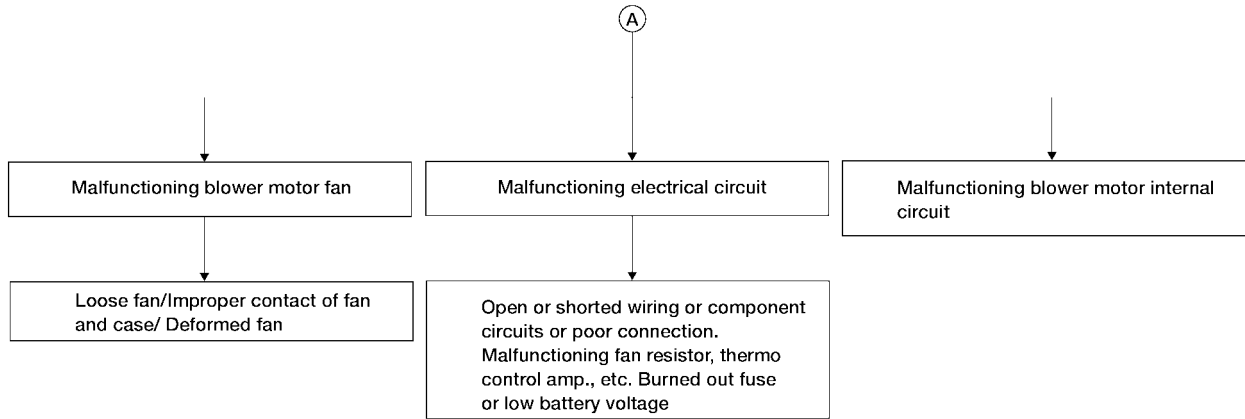 A
Malfunctioning blower motor fan
Malfunctioning electrical circuit
Malfunctioning blower motor internal
circuit
Loose fan/Improper contact of fan
and case/ Deformed fan
Open or shorted wiring or component
circuits or poor connection.
Malfunctioning fan resistor, thermo
control amp., etc. Burned out fuse
or low battery voltage